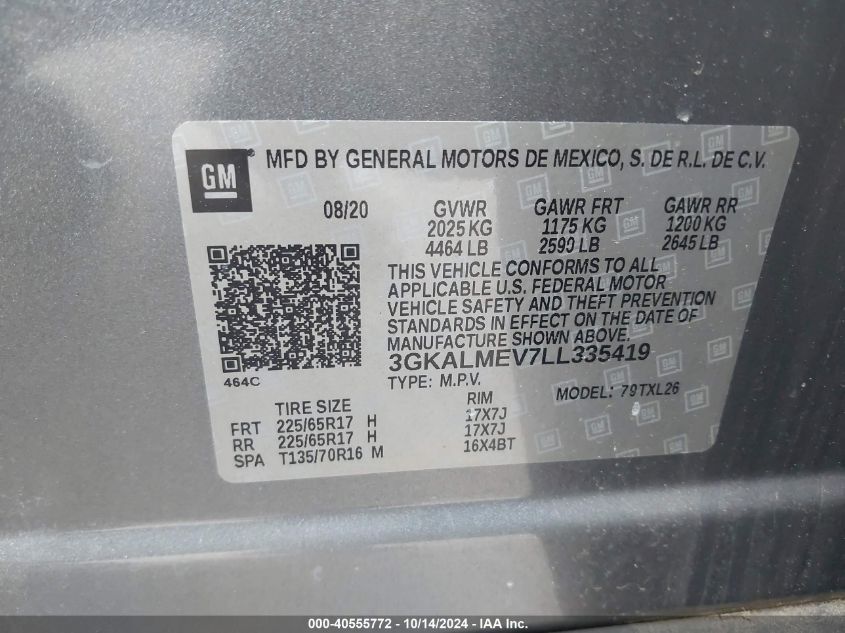 GM MFD BY GENERAL MOTORS DE MEXICO, S. DE R.L. DE C.V.
08/20 GVWR GAWR FRT GAWR RR
2025 KG 1175 KG 1200 KG
4464 LB 2590 LB 2645 LB
THIS VEHICLE CONFORMS TO ALL
APPLICABLE U.S. FEDERAL MOTOR
VEHICLE SAFETY AND THEFT PREVENTION
STANDARDS IN EFFECT ON THE DATE OF
MANUFACTURE SHOWN ABOVE.
3GKALMEV7LL335419
464C
TYPE: M.P.V. MODEL: 79TXL26
TIRE SIZE RIM
FRT 225/65R17 H 17X7J
RR 225/65R17 H 17X7J
SPA T135/70R16 M 16X4BT
000-40555772 - 10/14/2024 - IAA Inc.